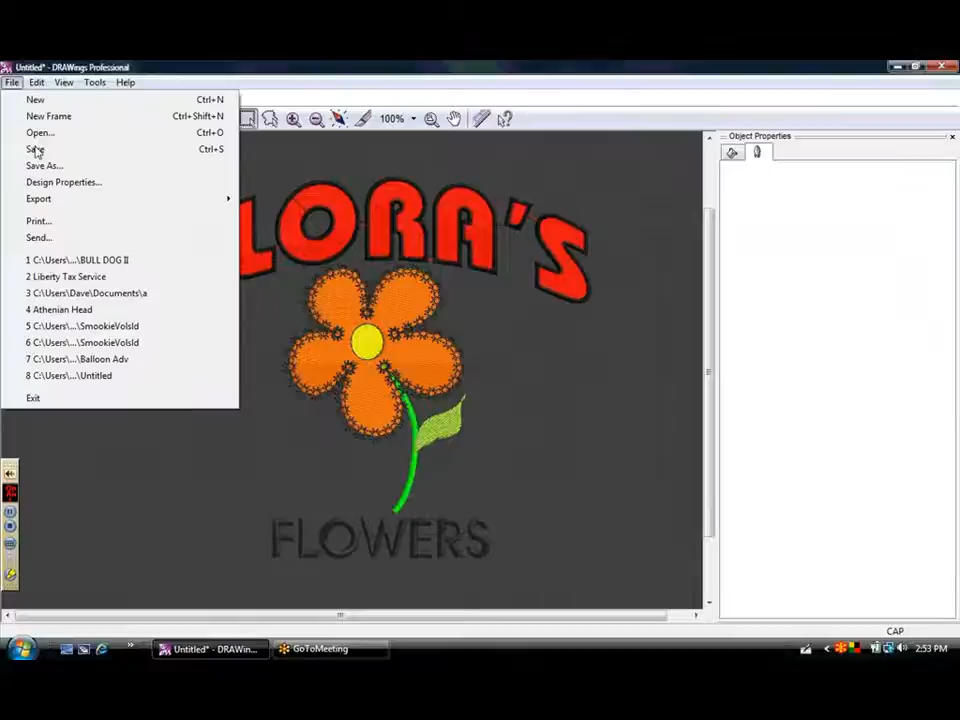 Untitled* - DRAWings Professional
File Edit View Tools Help
New Ctrl+N
New Frame Ctrl+Shift+N
Open... Ctrl+O
Save Ctrl+S
Save As...
Design Properties...
Export
Print...
Send...
1 C:\Users\...\BULL DOG II
2 Liberty Tax Service
3 C:\Users\Dave\Documents\a
4 Athenian Head
5 C:\Users\...\SmookieVolsId
6 C:\Users\...\SmookieVolsId
7 C:\Users\...\Balloon Adv
8 C:\Users\...\Untitled
Exit
100%
Object Properties
LORA'S
FLOWERS
CAP
Untitled* - DRAWin... GoToMeeting 2:53 PM